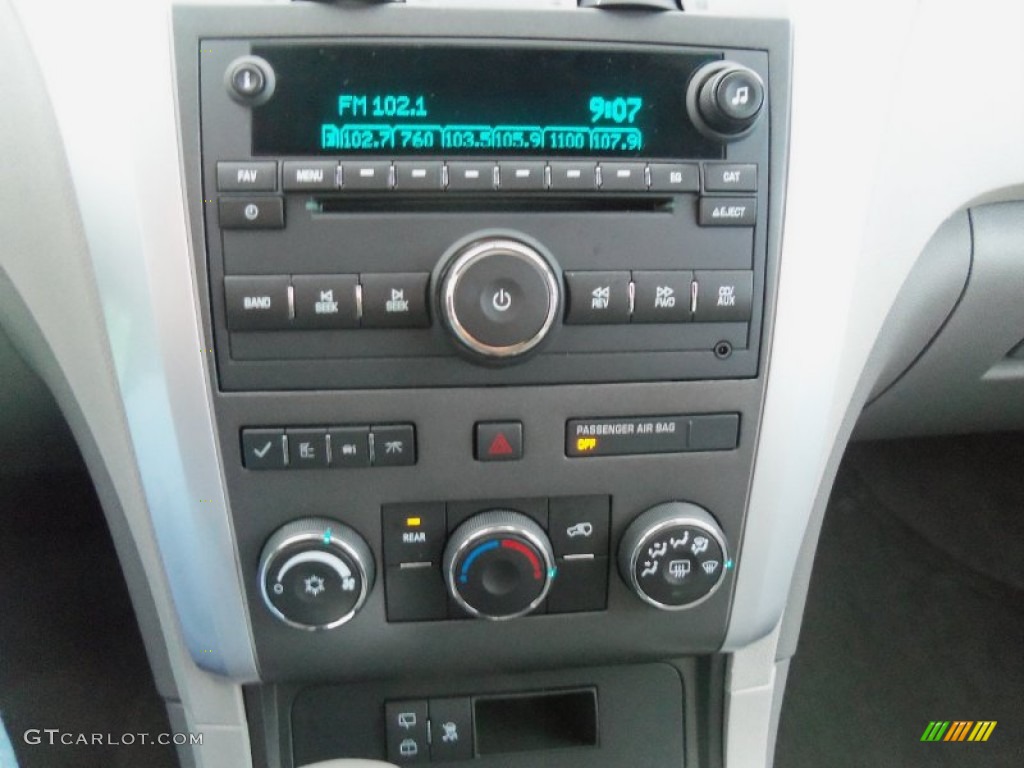 FM 102.1 9:07
102.7 760 103.5 105.9 1100 107.9
FAV MENU EQ CAT
EJECT
BAND SEEK SEEK REV FWD CD/AUX
PASSENGER AIR BAG
OFF
REAR
GTCARLOT.COM